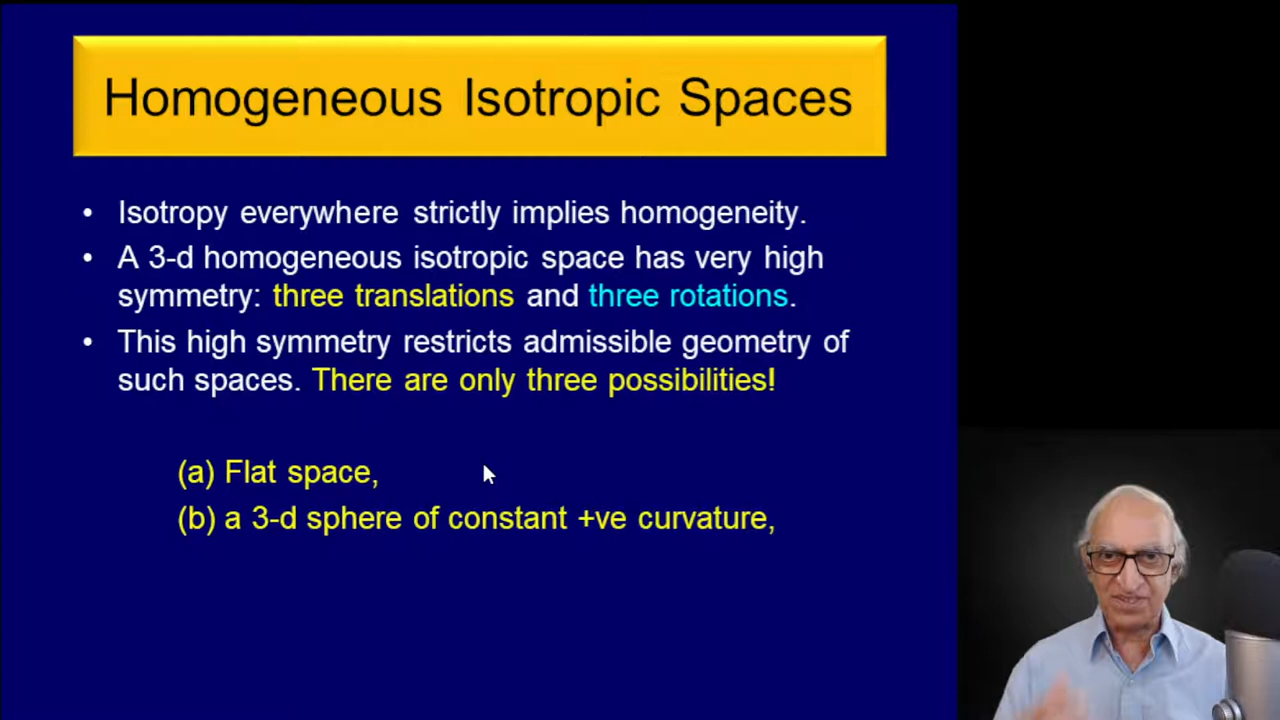 Homogeneous Isotropic Spaces
• Isotropy everywhere strictly implies homogeneity.
• A 3-d homogeneous isotropic space has very high
symmetry: three translations and three rotations.
• This high symmetry restricts admissible geometry of
such spaces. There are only three possibilities!
(a) Flat space,
(b) a 3-d sphere of constant +ve curvature,